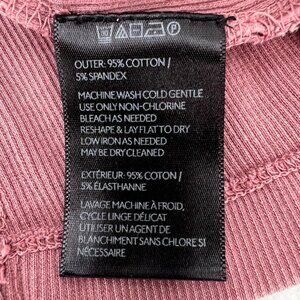 OUTER: 95% COTTON /
5% SPANDEX
MACHINE WASH COLD GENTLE
USE ONLY NON-CHLORINE
BLEACH AS NEEDED
RESHAPE & LAY FLAT TO DRY
LOW IRON AS NEEDED
MAY BE DRY CLEANED
EXTÉRIEUR: 95% COTON /
5% ÉLASTHANNE
LAVAGE MACHINE À FROID,
CYCLE LINGE DÉLICAT
UTILISER UN AGENT DE
BLANCHIMENT SANS CHLORE SI
NÉCESSAIRE